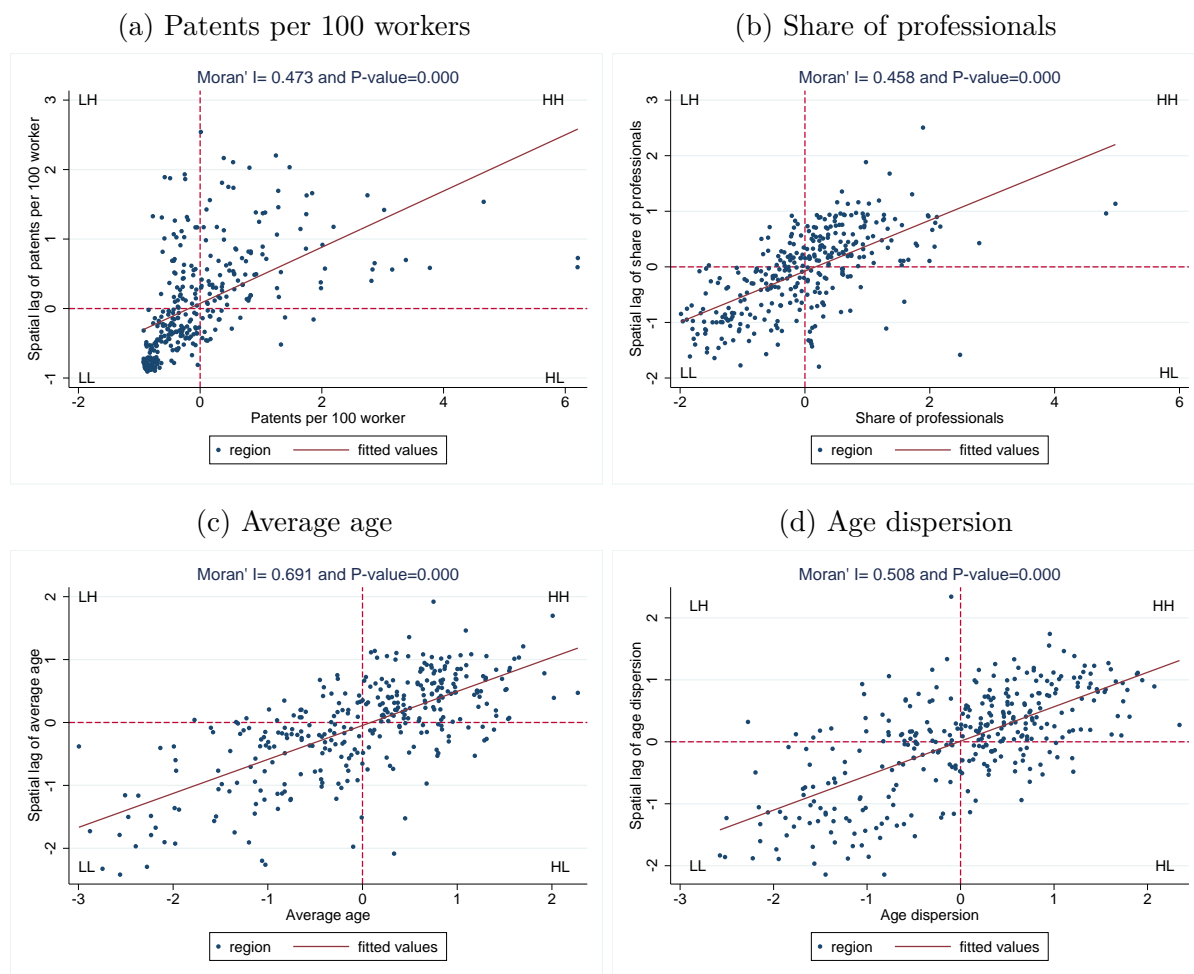 (a) Patents per 100 workers
Moran' I= 0.473 and P-value=0.000
LH
HH
LL
HL
Spatial lag of patents per 100 worker
3
2
1
0
-1
-2
0
2
4
6
Patents per 100 worker
region
fitted values
(b) Share of professionals
Moran' I= 0.458 and P-value=0.000
LH
HH
LL
HL
Spatial lag of share of professionals
3
2
1
0
-1
-2
-2
0
2
4
6
Share of professionals
region
fitted values
(c) Average age
Moran' I= 0.691 and P-value=0.000
LH
HH
LL
HL
Spatial lag of average age
2
1
0
-1
-2
-3
-2
-1
0
1
2
Average age
region
fitted values
(d) Age dispersion
Moran' I= 0.508 and P-value=0.000
LH
HH
LL
HL
Spatial lag of age dispersion
2
1
0
-1
-2
-3
-2
-1
0
1
2
Age dispersion
region
fitted values